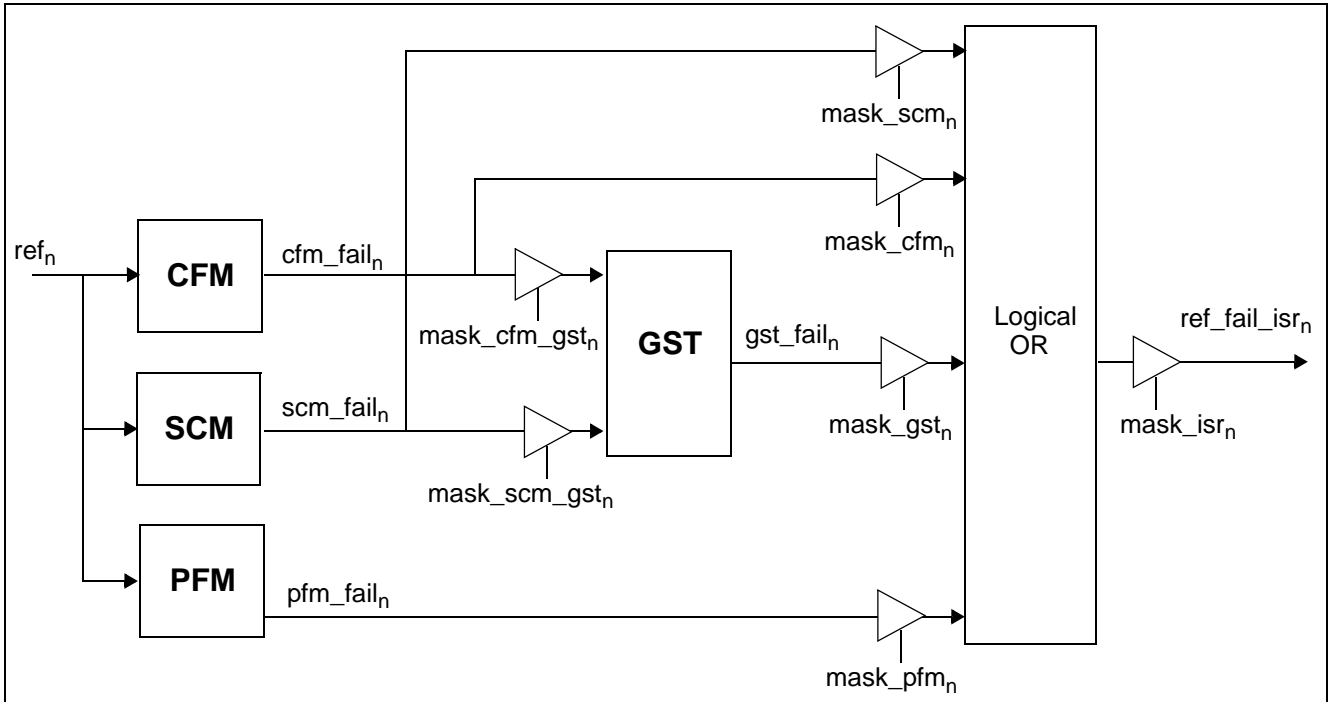 mask_scmn
mask_cfmn
refn
CFM
cfm_failn
mask_cfm_gstn
GST
gst_failn
mask_gstn
Logical
OR
ref_fail_isrn
mask_isrn
SCM
scm_failn
mask_scm_gstn
PFM
pfm_failn
mask_pfmn